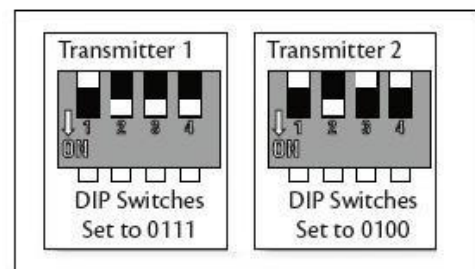 Transmitter 1
1 2 3 4
ON
DIP Switches
Set to 0111
Transmitter 2
1 2 3 4
ON
DIP Switches
Set to 0100